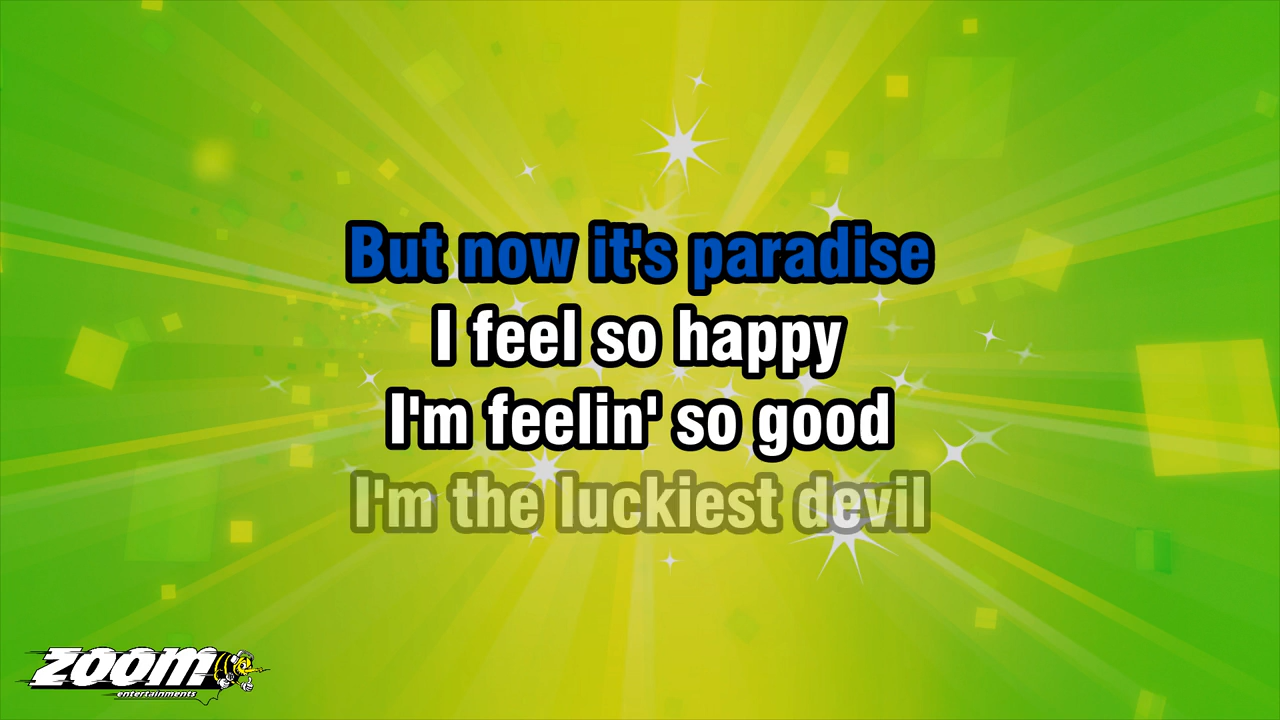 But now it's paradise
I feel so happy
I'm feelin' so good
I'm the luckiest devil
zoom
entertainments